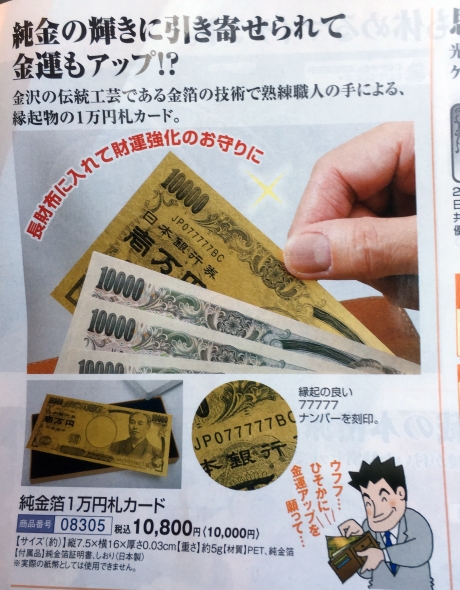 純金の輝きに引き寄せられて
金運もアップ!?
金沢の伝統工芸である金箔の技術で熟練職人の手による、
縁起物の1万円札カード。
長財布に入れて財運強化のお守りに
10000
JP077777BC
日本銀行券
壱万円
10000
10000
10000
縁起の良い
77777
ナンバーを刻印。
JP077777BC
本銀行
ウフフ…
ひそかに
金運アップを
願って…
純金箔1万円札カード
商品番号 08305 税込10,800円(10,000円)
【サイズ(約)】縦7.5×横16×厚さ0.03cm【重さ】約5g【材質】PET、純金箔
【付属品】純金箔証明書、しおり(日本製)
※実際の紙幣としては使用できません。